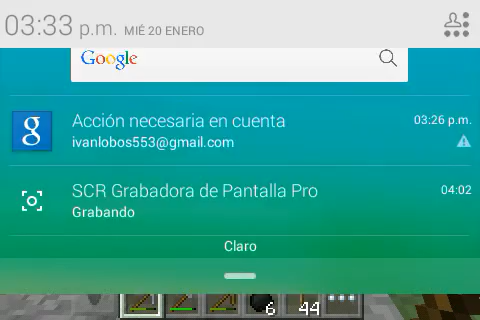 03:33 p.m. MIÉ 20 ENERO
Google
Acción necesaria en cuenta
03:26 p.m.
ivanlobos553@gmail.com
SCR Grabadora de Pantalla Pro
04:02
Grabando
Claro
6
44